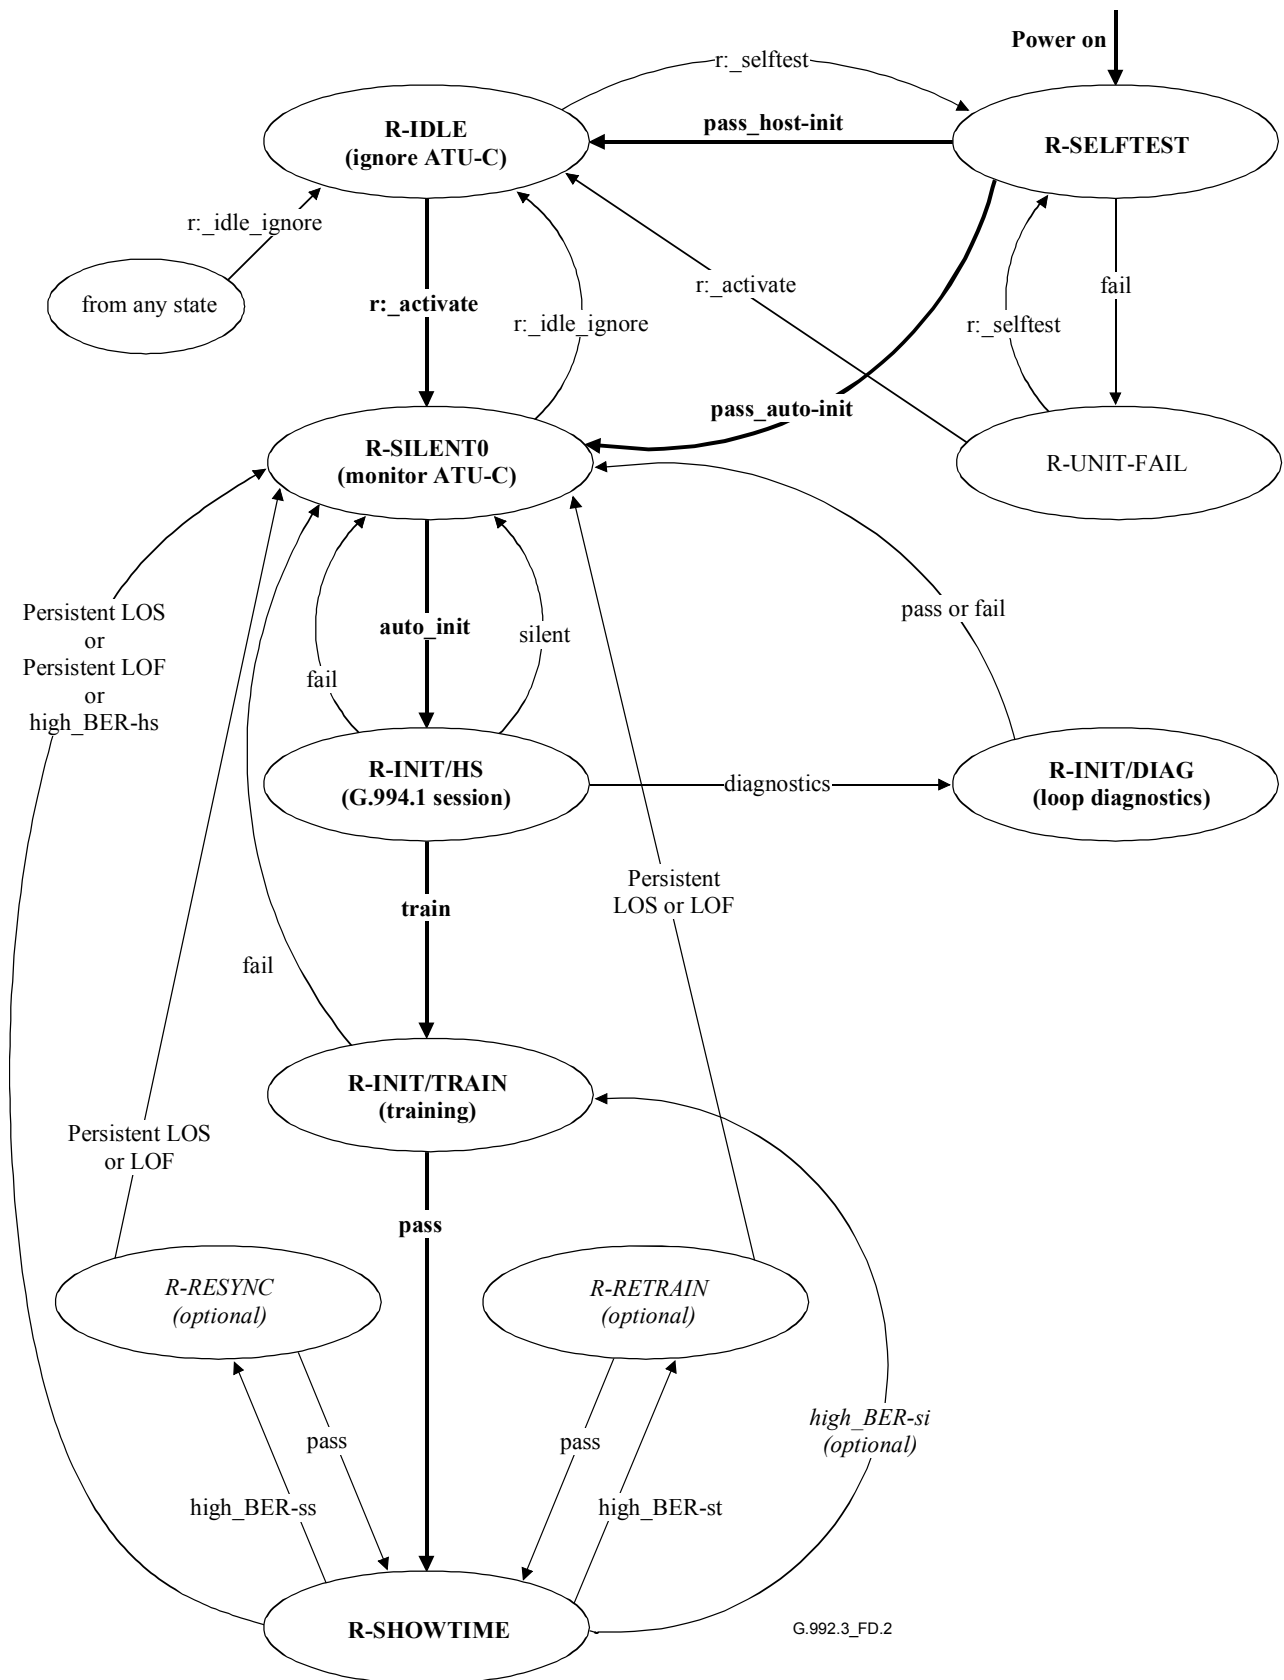 Power on
r:_selftest
R-IDLE
(ignore ATU-C)
pass_host-init
R-SELFTEST
r:_idle_ignore
from any state
r:_activate
r:_idle_ignore
r:_activate
fail
r:_selftest
pass_auto-init
R-SILENT0
(monitor ATU-C)
R-UNIT-FAIL
Persistent LOS
or
Persistent LOF
or
high_BER-hs
fail
auto_init
silent
pass or fail
R-INIT/HS
(G.994.1 session)
diagnostics
R-INIT/DIAG
(loop diagnostics)
train
Persistent
LOS or LOF
fail
R-INIT/TRAIN
(training)
Persistent LOS
or LOF
pass
R-RESYNC
(optional)
R-RETRAIN
(optional)
high_BER-si
(optional)
pass
high_BER-ss
pass
high_BER-st
R-SHOWTIME
G.992.3_FD.2